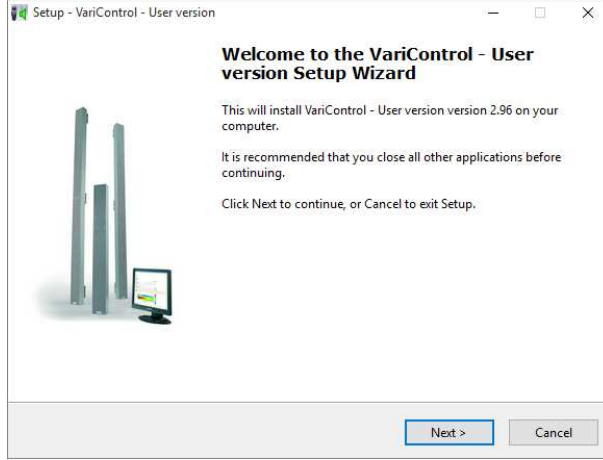 Setup - VariControl - User version
Welcome to the VariControl - User
version Setup Wizard
This will install VariControl - User version version 2.96 on your
computer.
It is recommended that you close all other applications before
continuing.
Click Next to continue, or Cancel to exit Setup.
Next >
Cancel